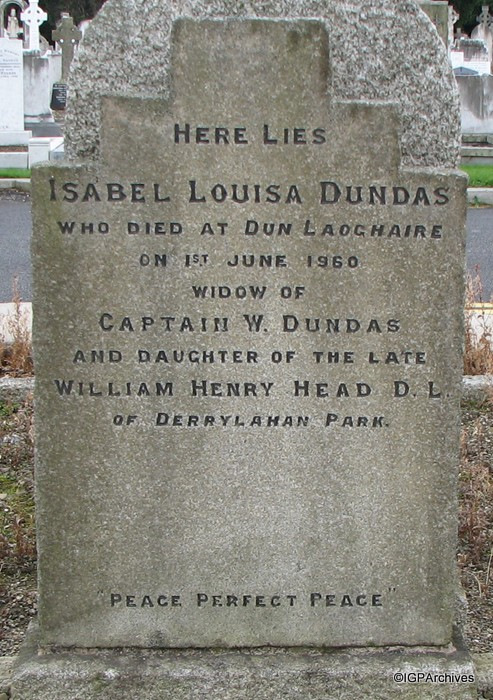 HERE LIES
ISABEL LOUISA DUNDAS
WHO DIED AT DUN LAOGHAIRE
ON 1ST JUNE 1960
WIDOW OF
CAPTAIN W. DUNDAS
AND DAUGHTER OF THE LATE
WILLIAM HENRY HEAD D.L.
OF DERRYLAHAN PARK.
"PEACE PERFECT PEACE"
©IGPArchives